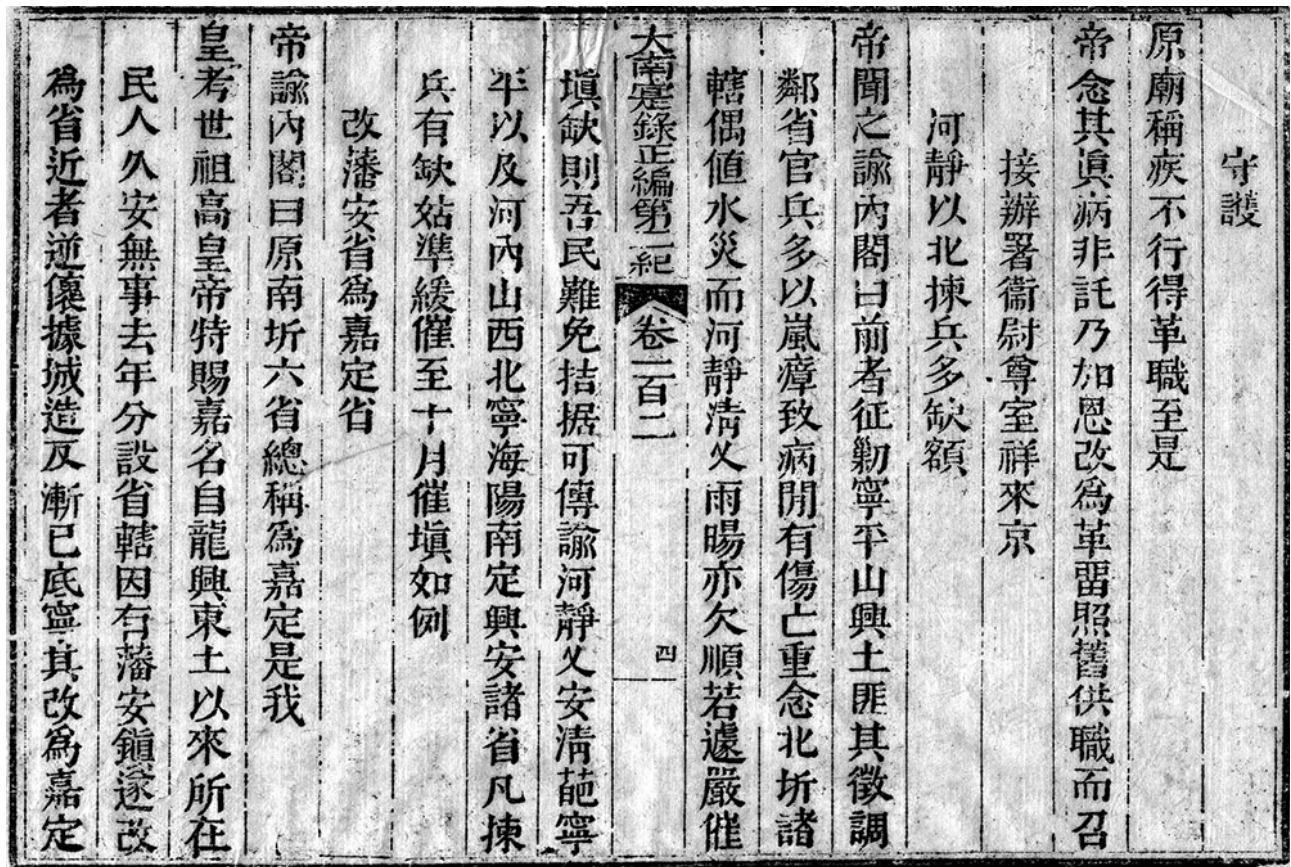 守護
原廟稱疾不行得革職至是
帝念其眞病非託乃加恩改爲革畱照舊供職而召
接辦署衞尉尊室祥來京
河靜以北揀兵多缺額
帝聞之諭內閣曰前者征勦寧平山興土匪其徵調
鄰省官兵多以嵐瘴致病閒有傷亡重念北圻諸
轄偶値水災而河靜淸乂雨暘亦欠順若遽嚴催
大南寔錄正編第二紀 卷一百二 四
塡缺則吾民難免拮据可傳諭河靜乂安淸葩寧
平以及河內山西北寧海陽南定興安諸省凡揀
兵有缺姑準緩催至十月催塡如例
改藩安省爲嘉定省
帝諭內閣曰原南圻六省總稱爲嘉定是我
皇考世祖高皇帝特賜嘉名自龍興東土以來所在
民人久安無事去年分設省轄因有藩安鎭遂改
爲省近者逆儴據城造反漸已底寧其改爲嘉定